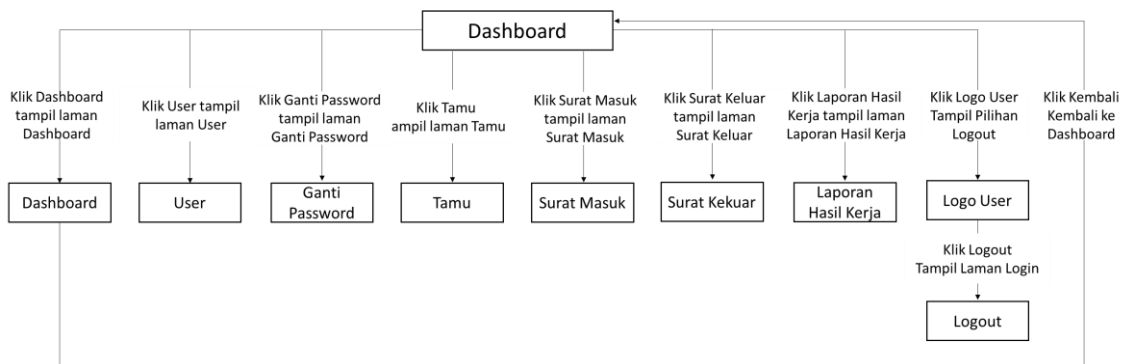 Dashboard
Klik Dashboard
tampil laman
Dashboard
Klik User tampil
laman User
Klik Ganti Password
tampil laman
Ganti Password
Klik Tamu
ampil laman Tamu
Klik Surat Masuk
tampil laman
Surat Masuk
Klik Surat Keluar
tampil laman
Surat Keluar
Klik Laporan Hasil
Kerja tampil laman
Laporan Hasil Kerja
Klik Logo User
Tampil Pilihan
Logout
Klik Kembali
Kembali ke
Dashboard
Dashboard
User
Ganti
Password
Tamu
Surat Masuk
Surat Kekuar
Laporan
Hasil Kerja
Logo User
Klik Logout
Tampil Laman Login
Logout